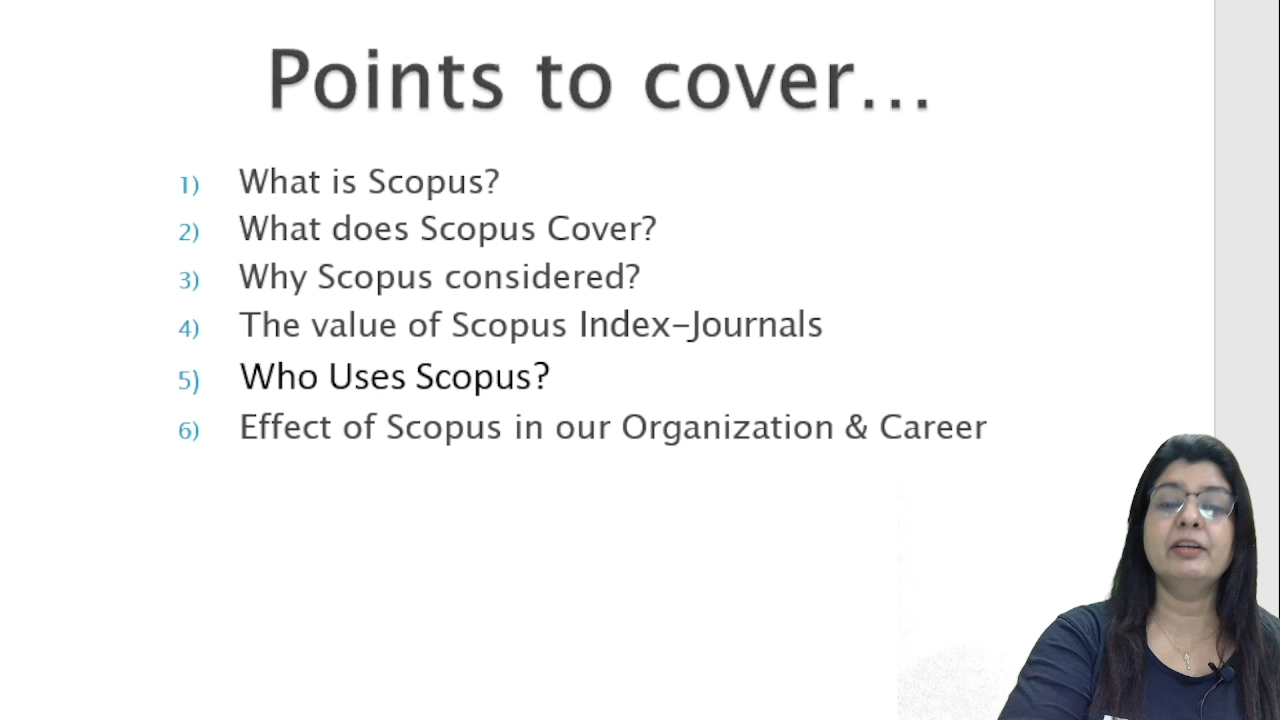 Points to cover...
1) What is Scopus?
2) What does Scopus Cover?
3) Why Scopus considered?
4) The value of Scopus Index-Journals
5) Who Uses Scopus?
6) Effect of Scopus in our Organization & Career